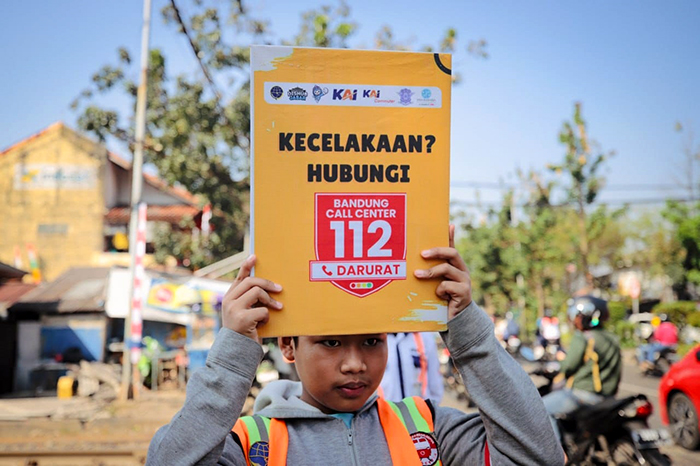 KAI KAI
KECELAKAAN?
HUBUNGI
BANDUNG
CALL CENTER
112
DARURAT